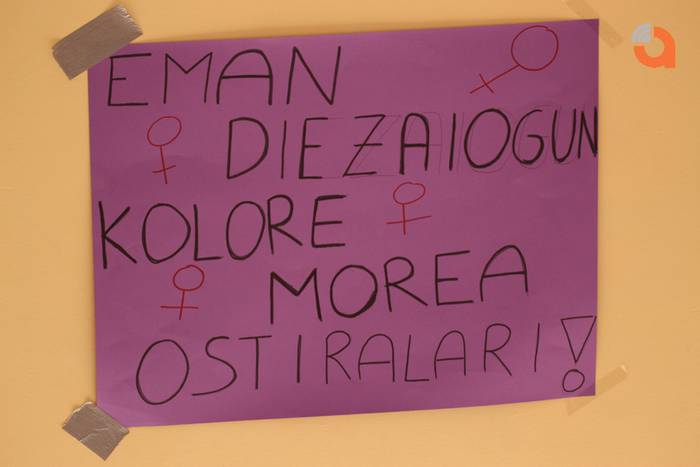 EMAN
DIEZAIOGUN
KOLORE
MOREA
OSTIRALARI!